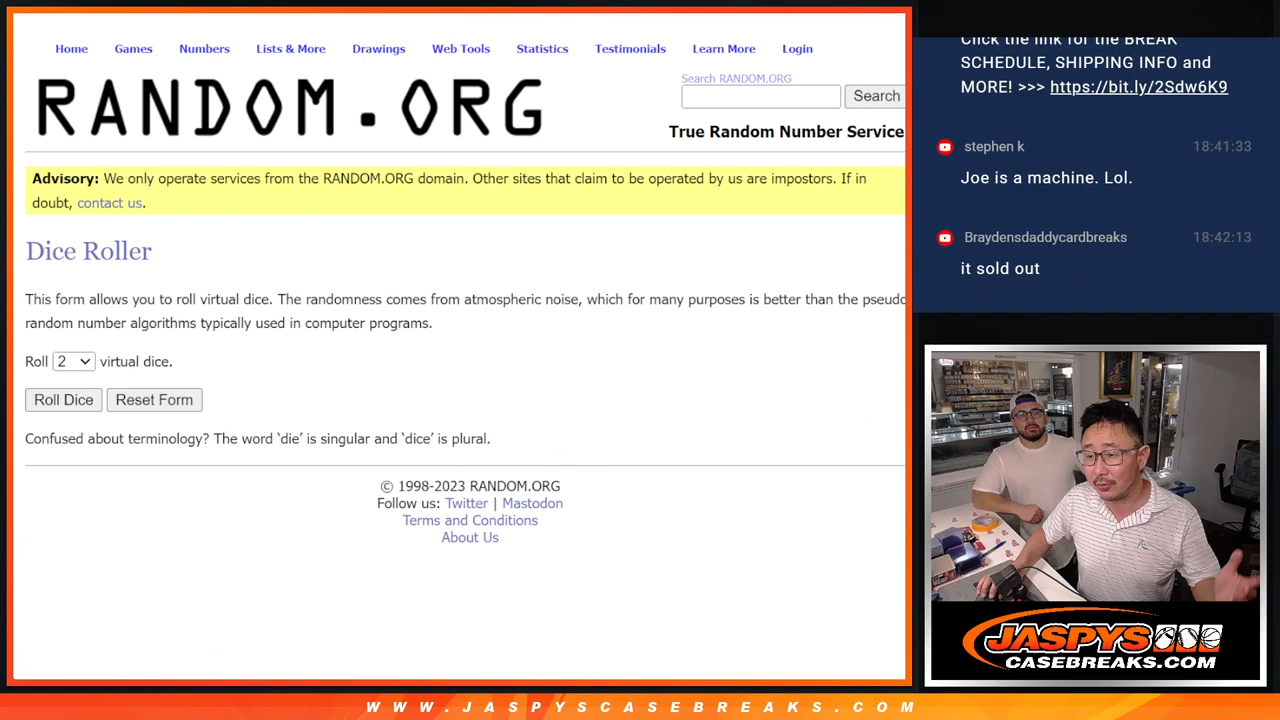 Home Games Numbers Lists & More Drawings Web Tools Statistics Testimonials Learn More Login
RANDOM.ORG
Search RANDOM.ORG
Search
True Random Number Service
Advisory: We only operate services from the RANDOM.ORG domain. Other sites that claim to be operated by us are impostors. If in
doubt, contact us.
Dice Roller
This form allows you to roll virtual dice. The randomness comes from atmospheric noise, which for many purposes is better than the pseudo
random number algorithms typically used in computer programs.
Roll 2 virtual dice.
Roll Dice Reset Form
Confused about terminology? The word ‘die’ is singular and ‘dice’ is plural.
© 1998-2023 RANDOM.ORG
Follow us: Twitter | Mastodon
Terms and Conditions
About Us
Click the link for the BREAK
SCHEDULE, SHIPPING INFO and
MORE! >>> https://bit.ly/2Sdw6K9
stephen k 18:41:33
Joe is a machine. Lol.
Braydensdaddycardbreaks 18:42:13
it sold out
JASPYS
CASEBREAKS.COM
WWW.JASPYSCASEBREAKS.COM